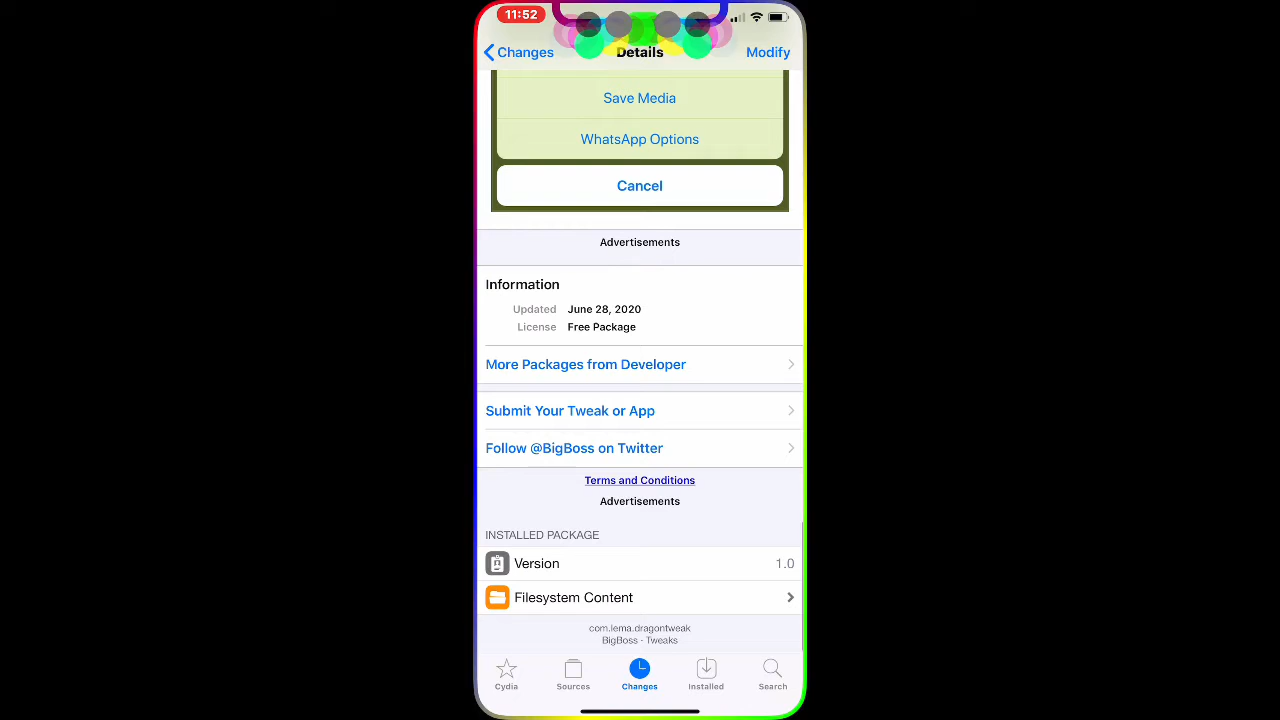 11:52
Changes
Details
Modify
Save Media
WhatsApp Options
Cancel
Advertisements
Information
Updated June 28, 2020
License Free Package
More Packages from Developer
Submit Your Tweak or App
Follow @BigBoss on Twitter
Terms and Conditions
Advertisements
INSTALLED PACKAGE
Version 1.0
Filesystem Content
com.lema.dragontweak
BigBoss - Tweaks
Cydia Sources Changes Installed Search